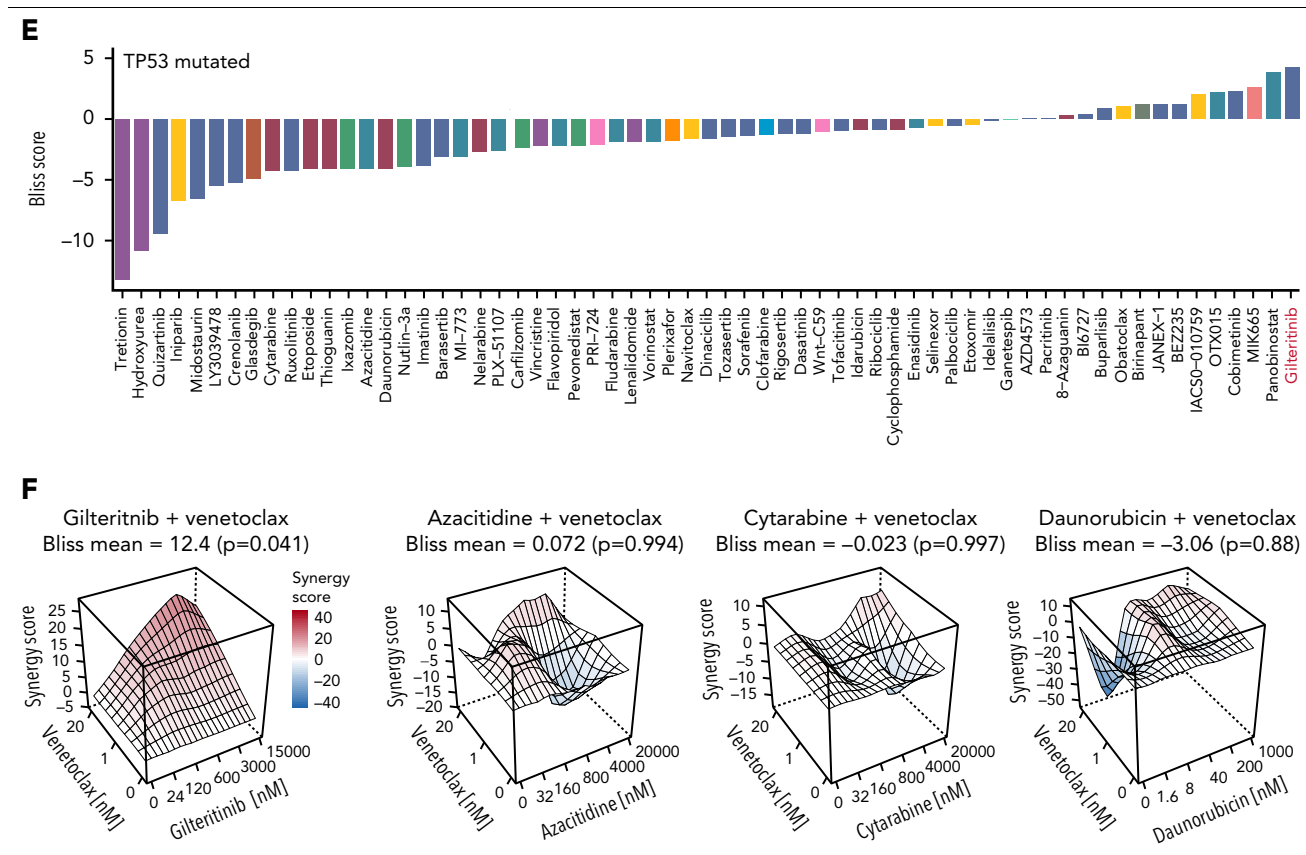 E
TP53 mutated
Bliss score
5
0
−5
−10
Tretionin
Hydroxyurea
Quizartinib
Iniparib
Midostaurin
LY3039478
Crenolanib
Glasdegib
Cytarabine
Ruxolitinib
Etoposide
Thioguanin
Ixazomib
Azacitidine
Daunorubicin
Nutlin−3a
Imatinib
Barasertib
MI−773
Nelarabine
PLX−51107
Carfilzomib
Vincristine
Flavopiridol
Pevonedistat
PRI−724
Fludarabine
Lenalidomide
Vorinostat
Plerixafor
Navitoclax
Dinaciclib
Tozasertib
Sorafenib
Clofarabine
Rigosertib
Dasatinib
Wnt−C59
Tofacitinib
Idarubicin
Ribociclib
Cyclophosphamide
Enasidinib
Selinexor
Palbociclib
Etoxomir
Idelalisib
Ganetespib
AZD4573
Pacritinib
8−Azaguanin
BI6727
Buparlisib
Obatoclax
Birinapant
JANEX−1
BEZ235
IACS0−010759
OTX015
Cobimetinib
MIK665
Panobinostat
Gilteritinib
F
Gilteritnib + venetoclax
Bliss mean = 12.4 (p=0.041)
Synergy score
25
20
15
10
5
0
−5
20
1
0
Venetoclax [nM]
0 24 120 600 3000 15000
Gilteritinib [nM]
Synergy
score
40
20
0
−20
−40
Azacitidine + venetoclax
Bliss mean = 0.072 (p=0.994)
Synergy score
10
5
0
−5
−10
−15
−20
20
1
0
Venetoclax [nM]
0 32 160 800 4000 20000
Azacitidine [nM]
Cytarabine + venetoclax
Bliss mean = −0.023 (p=0.997)
Synergy score
10
5
0
−5
−10
−15
20
1
0
Venetoclax [nM]
0 32 160 800 4000 20000
Cytarabine [nM]
Daunorubicin + venetoclax
Bliss mean = −3.06 (p=0.88)
Synergy score
10
0
−10
−20
−30
−40
−50
20
1
0
Venetoclax [nM]
0 1.6 8 40 200 1000
Daunorubicin [nM]